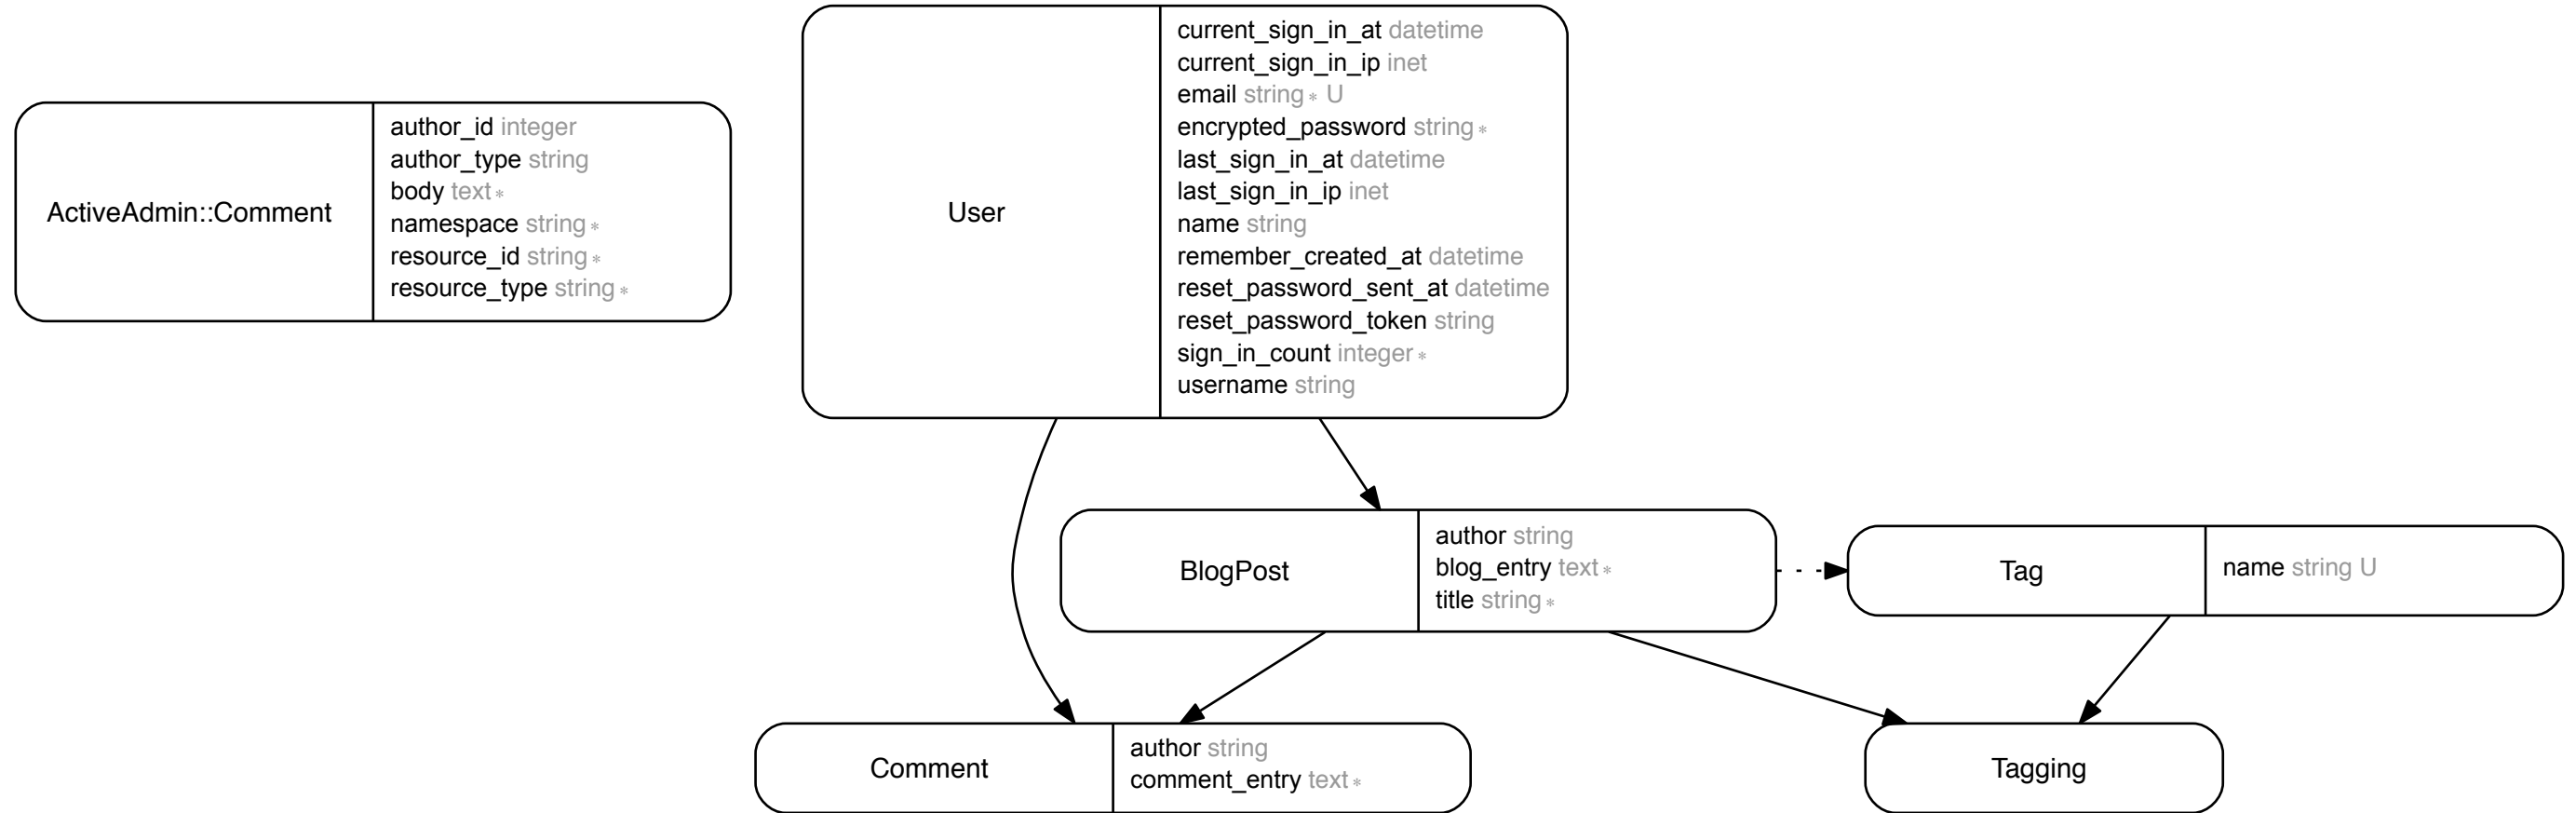 ActiveAdmin::Comment
author_id integer
author_type string
body text *
namespace string *
resource_id string *
resource_type string *
User
current_sign_in_at datetime
current_sign_in_ip inet
email string * U
encrypted_password string *
last_sign_in_at datetime
last_sign_in_ip inet
name string
remember_created_at datetime
reset_password_sent_at datetime
reset_password_token string
sign_in_count integer *
username string
BlogPost
author string
blog_entry text *
title string *
Tag
name string U
Comment
author string
comment_entry text *
Tagging